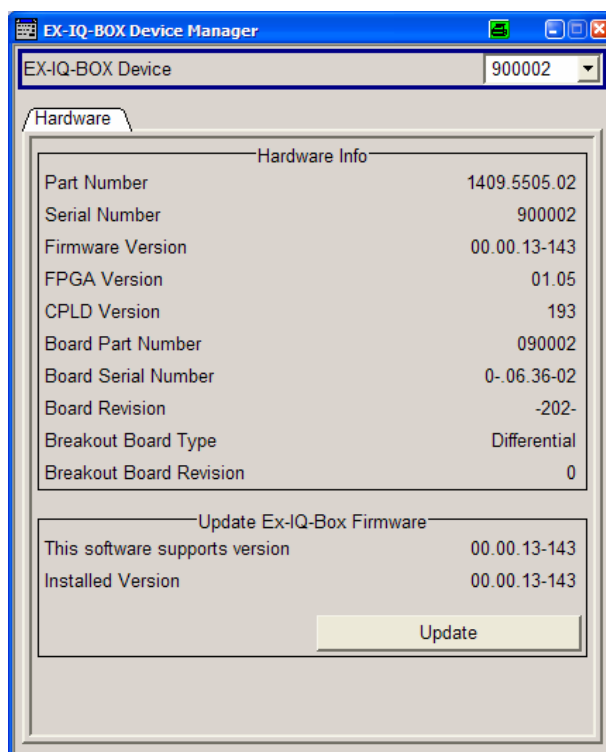 EX-IQ-BOX Device Manager
EX-IQ-BOX Device 900002
Hardware
Hardware Info
Part Number 1409.5505.02
Serial Number 900002
Firmware Version 00.00.13-143
FPGA Version 01.05
CPLD Version 193
Board Part Number 090002
Board Serial Number 0-.06.36-02
Board Revision -202-
Breakout Board Type Differential
Breakout Board Revision 0
Update Ex-IQ-Box Firmware
This software supports version 00.00.13-143
Installed Version 00.00.13-143
Update